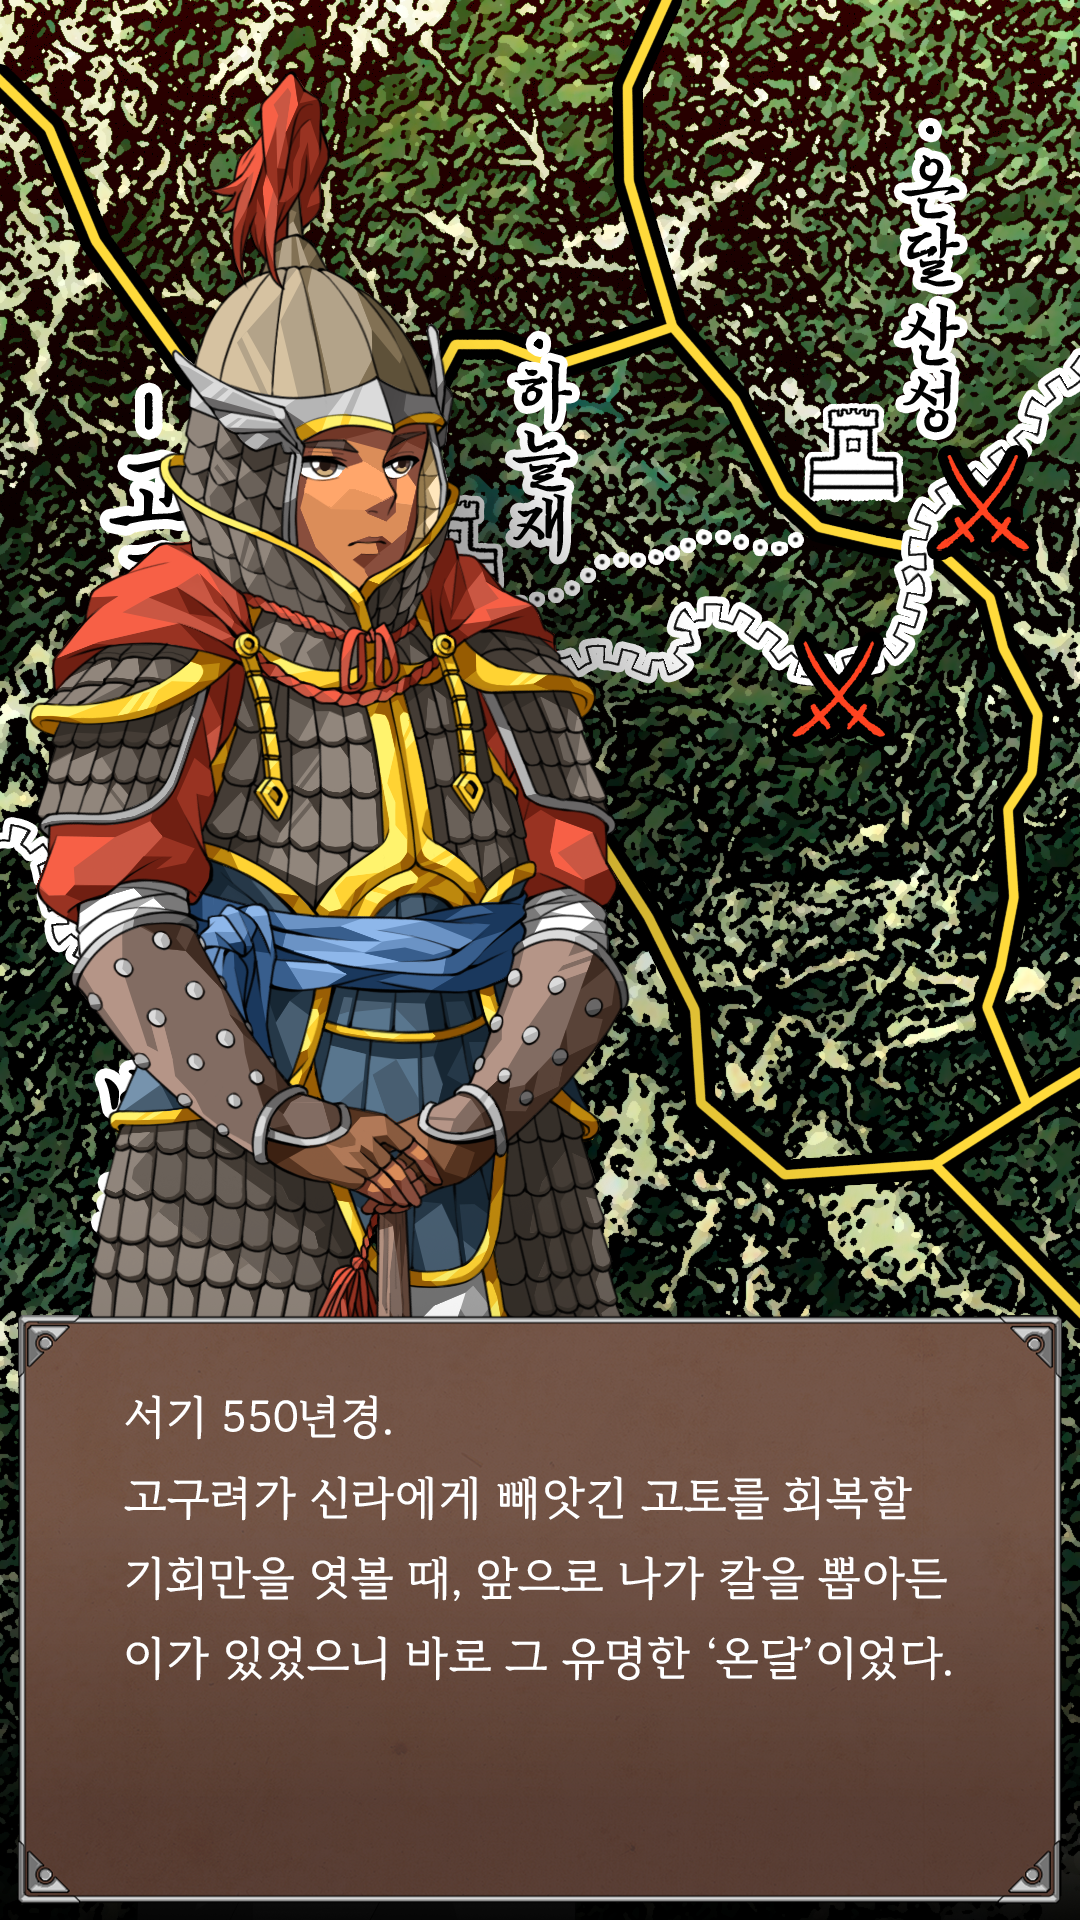 온달산성
하늘재
서기 550년경.
고구려가 신라에게 빼앗긴 고토를 회복할
기회만을 엿볼 때, 앞으로 나가 칼을 뽑아든
이가 있었으니 바로 그 유명한 ‘온달’이었다.